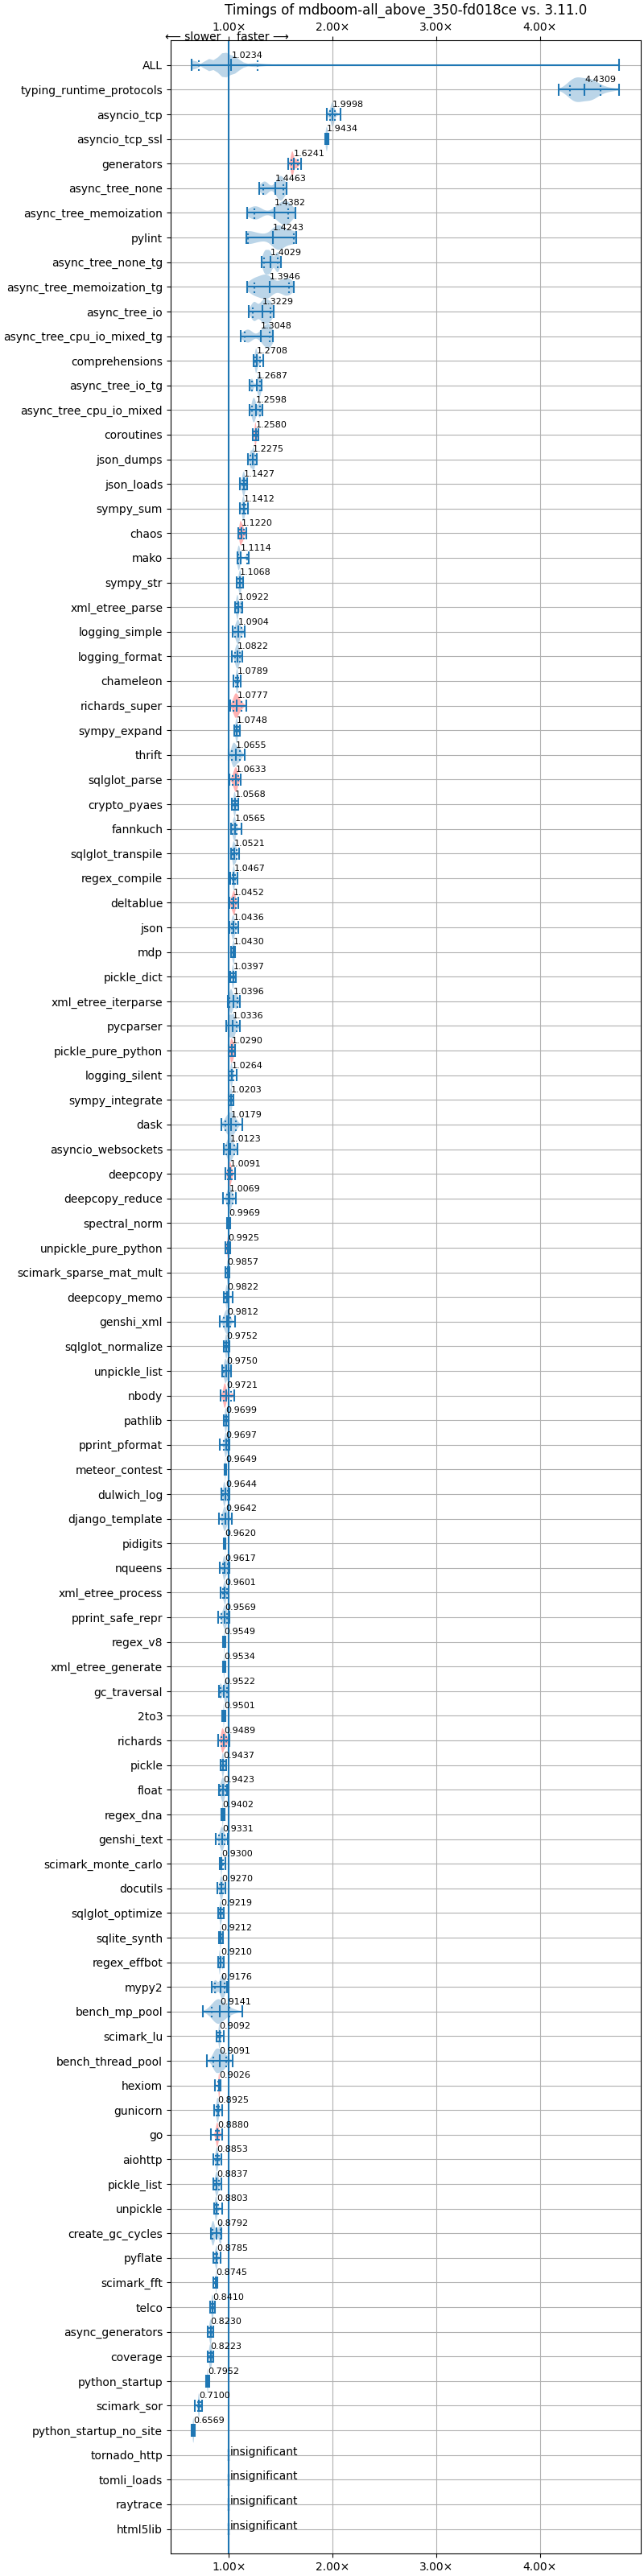 Timings of mdboom-all_above_350-fd018ce vs. 3.11.0
1.00× 2.00× 3.00× 4.00×
⟵ slower faster ⟶
ALL 1.0234
typing_runtime_protocols 4.4309
asyncio_tcp 1.9998
asyncio_tcp_ssl 1.9434
generators 1.6241
async_tree_none 1.4463
async_tree_memoization 1.4382
pylint 1.4243
async_tree_none_tg 1.4029
async_tree_memoization_tg 1.3946
async_tree_io 1.3229
async_tree_cpu_io_mixed_tg 1.3048
comprehensions 1.2708
async_tree_io_tg 1.2687
async_tree_cpu_io_mixed 1.2598
coroutines 1.2580
json_dumps 1.2275
json_loads 1.1427
sympy_sum 1.1412
chaos 1.1220
mako 1.1114
sympy_str 1.1068
xml_etree_parse 1.0922
logging_simple 1.0904
logging_format 1.0822
chameleon 1.0789
richards_super 1.0777
sympy_expand 1.0748
thrift 1.0655
sqlglot_parse 1.0633
crypto_pyaes 1.0568
fannkuch 1.0565
sqlglot_transpile 1.0521
regex_compile 1.0467
deltablue 1.0452
json 1.0436
mdp 1.0430
pickle_dict 1.0397
xml_etree_iterparse 1.0396
pycparser 1.0336
pickle_pure_python 1.0290
logging_silent 1.0264
sympy_integrate 1.0203
dask 1.0179
asyncio_websockets 1.0123
deepcopy 1.0091
deepcopy_reduce 1.0069
spectral_norm 0.9969
unpickle_pure_python 0.9925
scimark_sparse_mat_mult 0.9857
deepcopy_memo 0.9822
genshi_xml 0.9812
sqlglot_normalize 0.9752
unpickle_list 0.9750
nbody 0.9721
pathlib 0.9699
pprint_pformat 0.9697
meteor_contest 0.9649
dulwich_log 0.9644
django_template 0.9642
pidigits 0.9620
nqueens 0.9617
xml_etree_process 0.9601
pprint_safe_repr 0.9569
regex_v8 0.9549
xml_etree_generate 0.9534
gc_traversal 0.9522
2to3 0.9501
richards 0.9489
pickle 0.9437
float 0.9423
regex_dna 0.9402
genshi_text 0.9331
scimark_monte_carlo 0.9300
docutils 0.9270
sqlglot_optimize 0.9219
sqlite_synth 0.9212
regex_effbot 0.9210
mypy2 0.9176
bench_mp_pool 0.9141
scimark_lu 0.9092
bench_thread_pool 0.9091
hexiom 0.9026
gunicorn 0.8925
go 0.8880
aiohttp 0.8853
pickle_list 0.8837
unpickle 0.8803
create_gc_cycles 0.8792
pyflate 0.8785
scimark_fft 0.8745
telco 0.8410
async_generators 0.8230
coverage 0.8223
python_startup 0.7952
scimark_sor 0.7100
python_startup_no_site 0.6569
tornado_http insignificant
tomli_loads insignificant
raytrace insignificant
html5lib insignificant
1.00× 2.00× 3.00× 4.00×